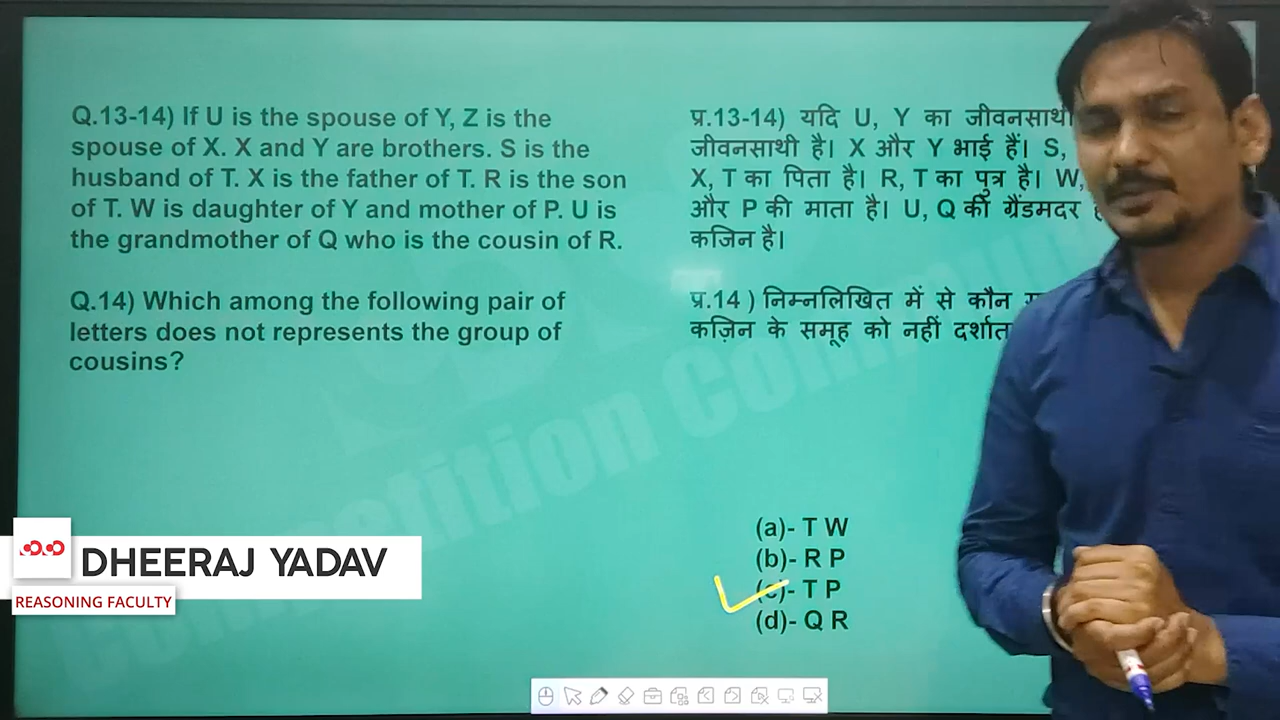 Q.13-14) If U is the spouse of Y, Z is the
spouse of X. X and Y are brothers. S is the
husband of T. X is the father of T. R is the son
of T. W is daughter of Y and mother of P. U is
the grandmother of Q who is the cousin of R.
Q.14) Which among the following pair of
letters does not represents the group of
cousins?
प्र.13-14) यदि U, Y का जीवनसाथी
जीवनसाथी है। X और Y भाई हैं। S,
X, T का पिता है। R, T का पुत्र है। W,
और P की माता है। U, Q की ग्रैंडमदर
कजिन है।
प्र.14 ) निम्नलिखित में से कौन
कज़िन के समूह को नहीं
(a)- T W
(b)- R P
(c)- T P
(d)- Q R
DHEERAJ YADAV
REASONING FACULTY